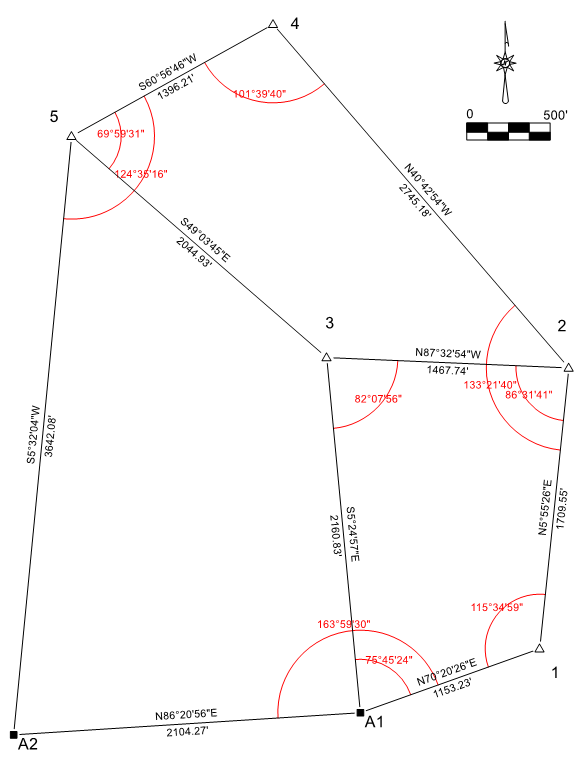 4
S60°56'46"W
1396.21'
101°39'40"
0 500'
5
69°59'31"
124°35'16"
N40°42'54"W
2745.18'
S49°03'45"E
2044.93'
3
2
N87°32'54"W
1467.74'
133°21'40"
86°31'41"
82°07'56"
S5°32'04"W
3642.08'
S5°24'57"E
2160.83'
N5°55'26"E
1709.55'
115°34'59"
163°59'30"
75°45'24"
N70°20'26"E
1153.23'
1
N86°20'56"E
2104.27'
A1
A2